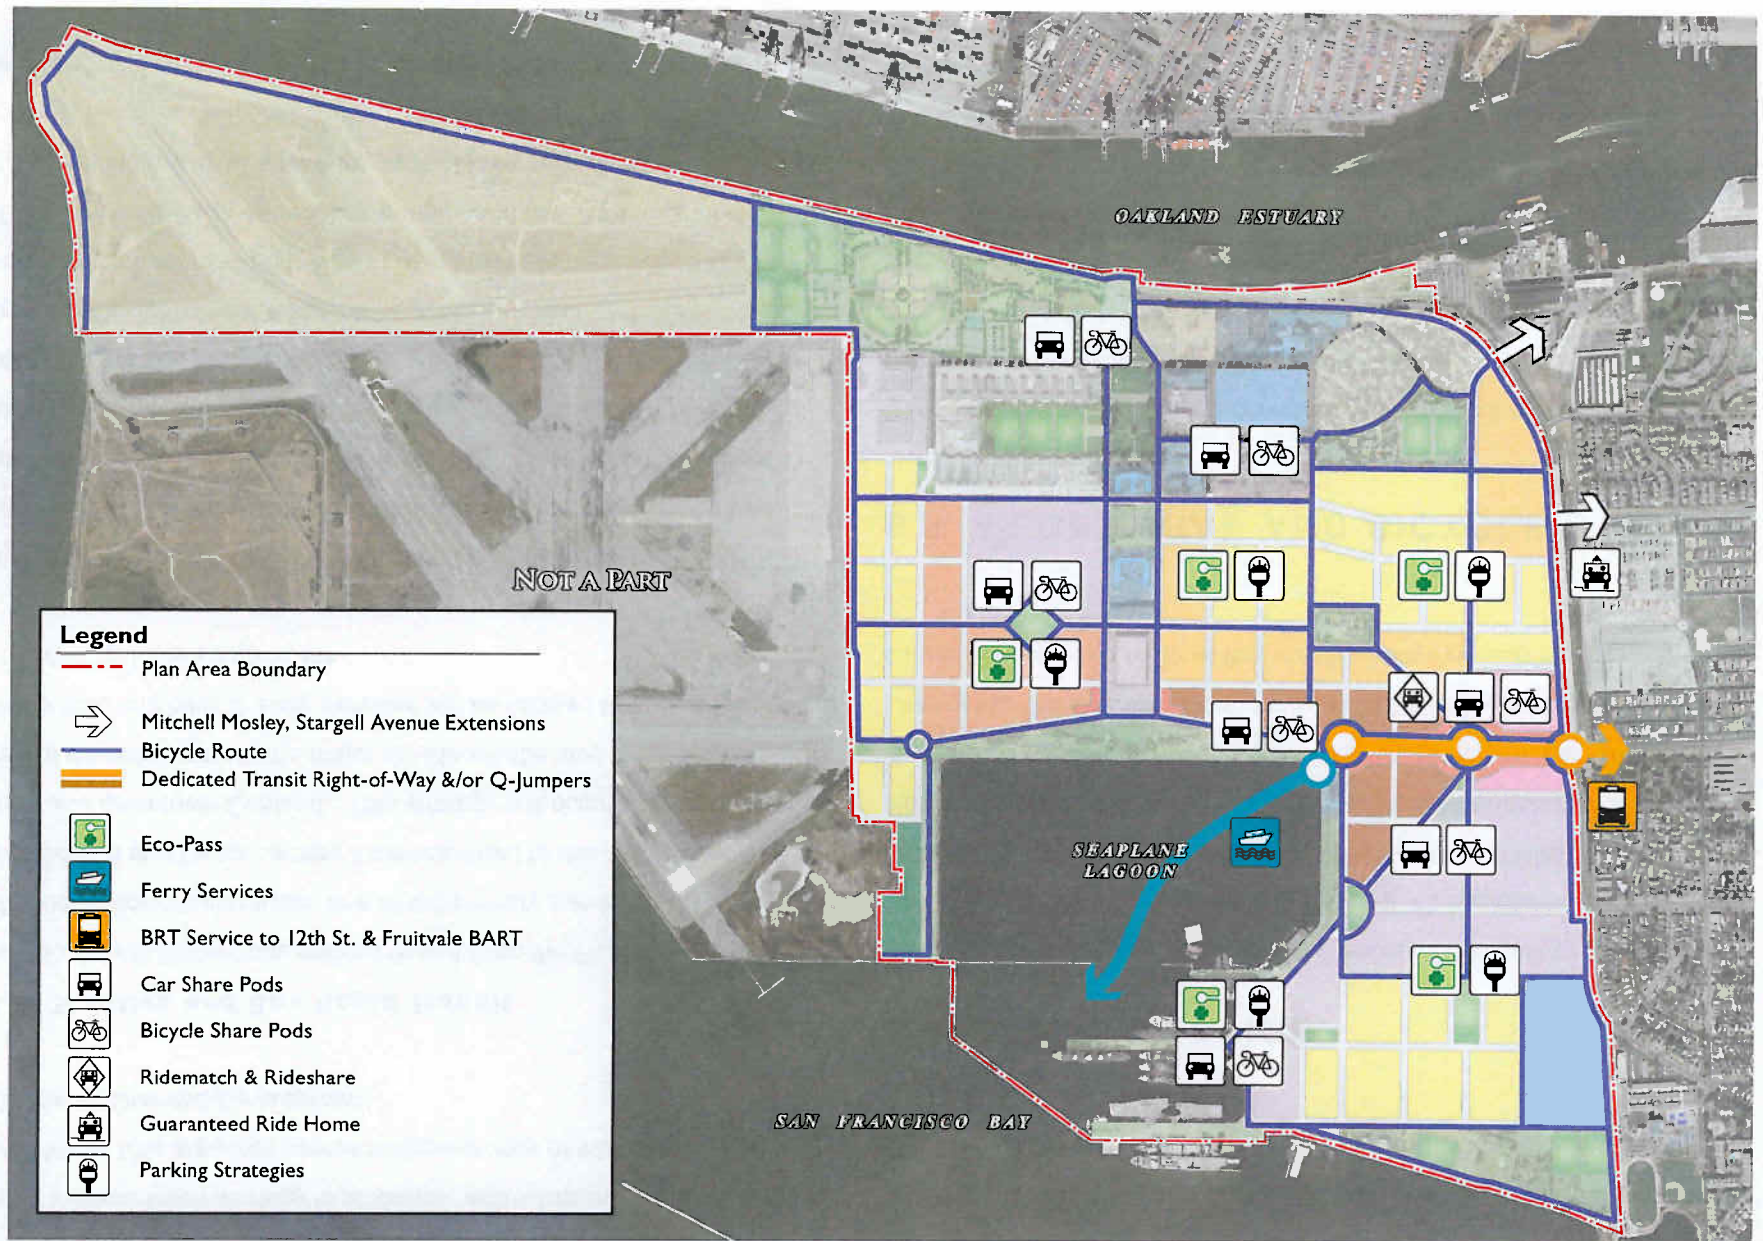 OAKLAND ESTUARY
NOT A PART
SEAPLANE
LAGOON
SAN FRANCISCO BAY
Legend
Plan Area Boundary
Mitchell Mosley, Stargell Avenue Extensions
Bicycle Route
Dedicated Transit Right-of-Way &/or Q-Jumpers
Eco-Pass
Ferry Services
BRT Service to 12th St. & Fruitvale BART
Car Share Pods
Bicycle Share Pods
Ridematch & Rideshare
Guaranteed Ride Home
Parking Strategies